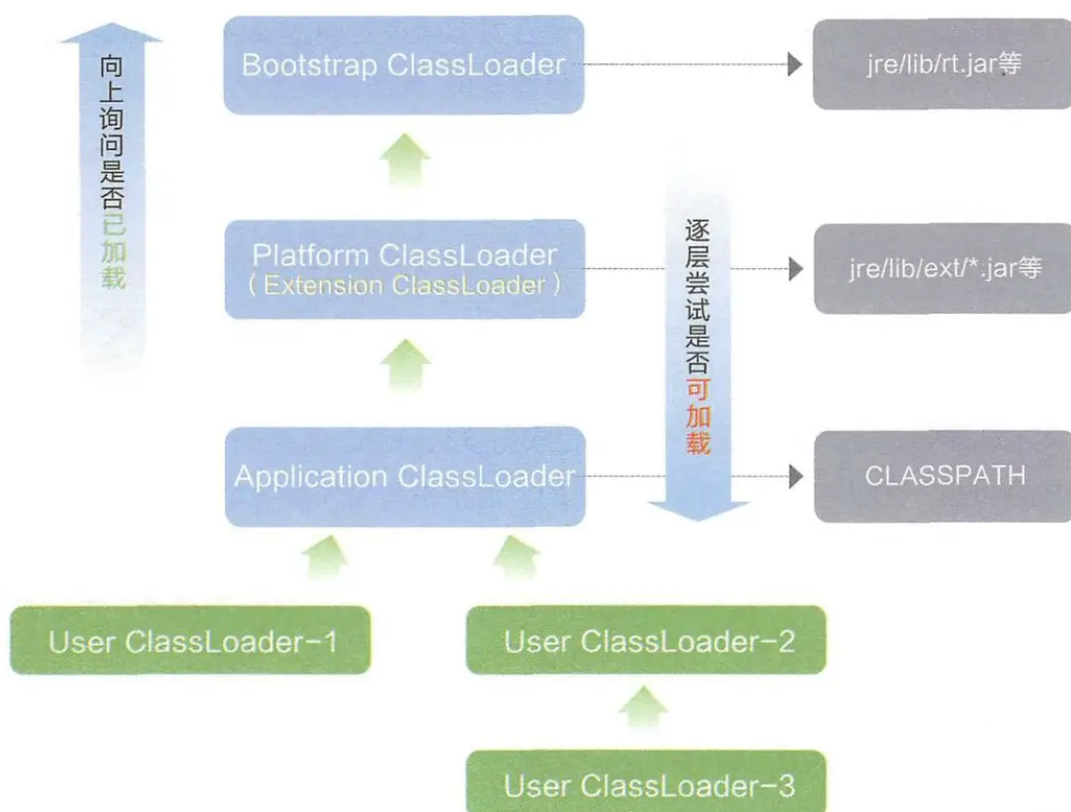 向上询问是否已加载
Bootstrap ClassLoader
jre/lib/rt.jar等
Platform ClassLoader
（Extension ClassLoader）
逐层尝试是否可加载
jre/lib/ext/*.jar等
Application ClassLoader
CLASSPATH
User ClassLoader-1
User ClassLoader-2
User ClassLoader-3